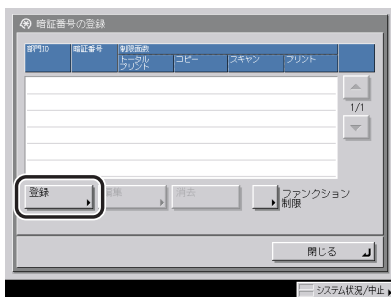 暗証番号の登録
部門ID 暗証番号 制限面数
トータルプリント コピー スキャン プリント
1/1
登録 編集 消去 ファンクション制限
閉じる
システム状況/中止